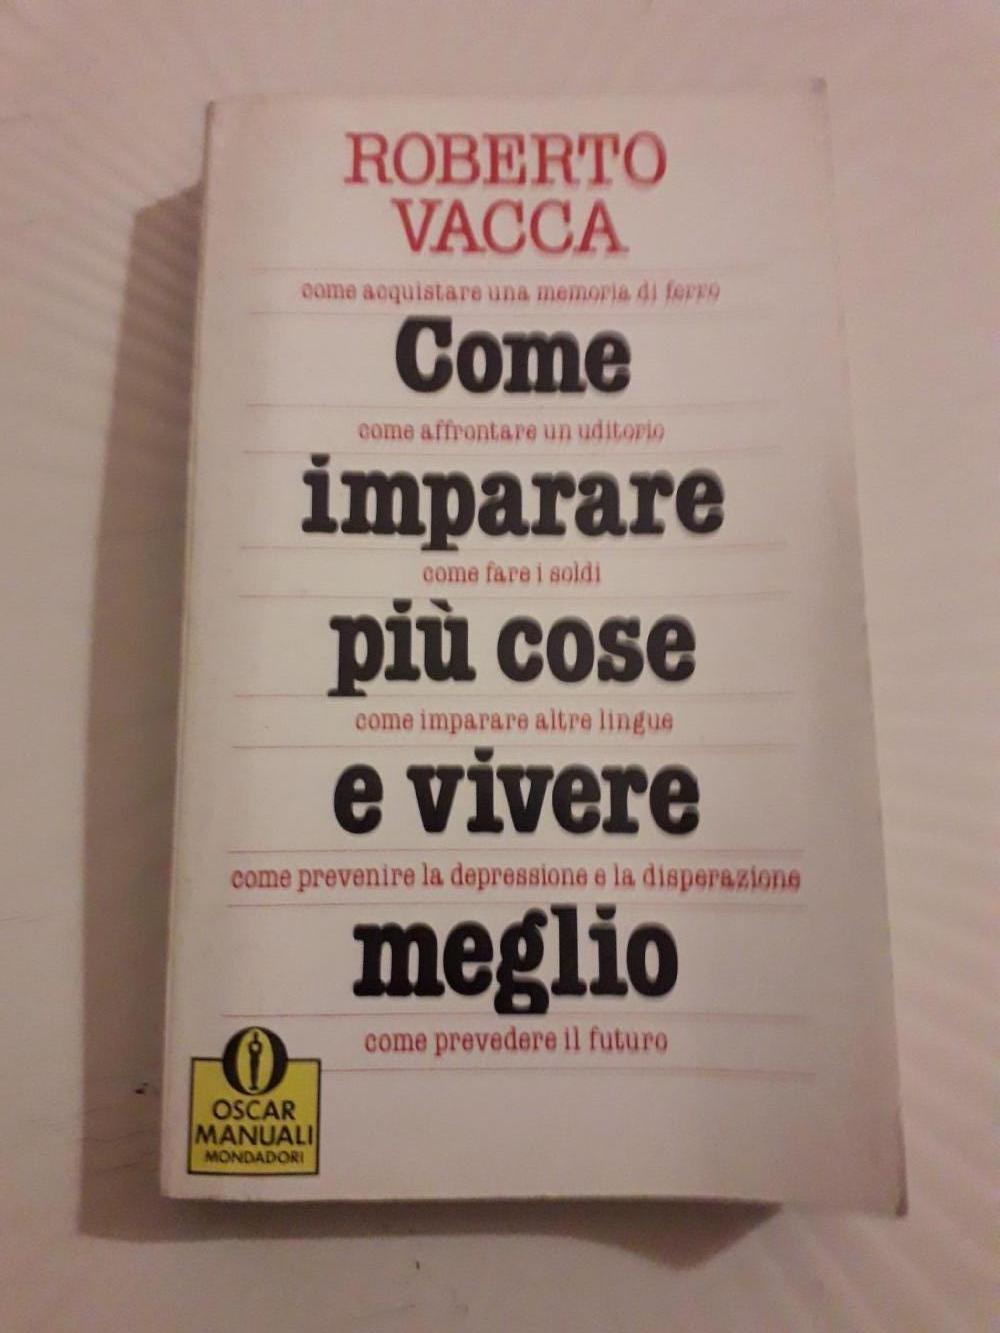 ROBERTO
VACCA
come acquistare una memoria di ferro
Come
come affrontare un uditorio
imparare
come fare i soldi
più cose
come imparare altre lingue
e vivere
come prevenire la depressione e la disperazione
meglio
come prevedere il futuro
OSCAR
MANUALI
MONDADORI